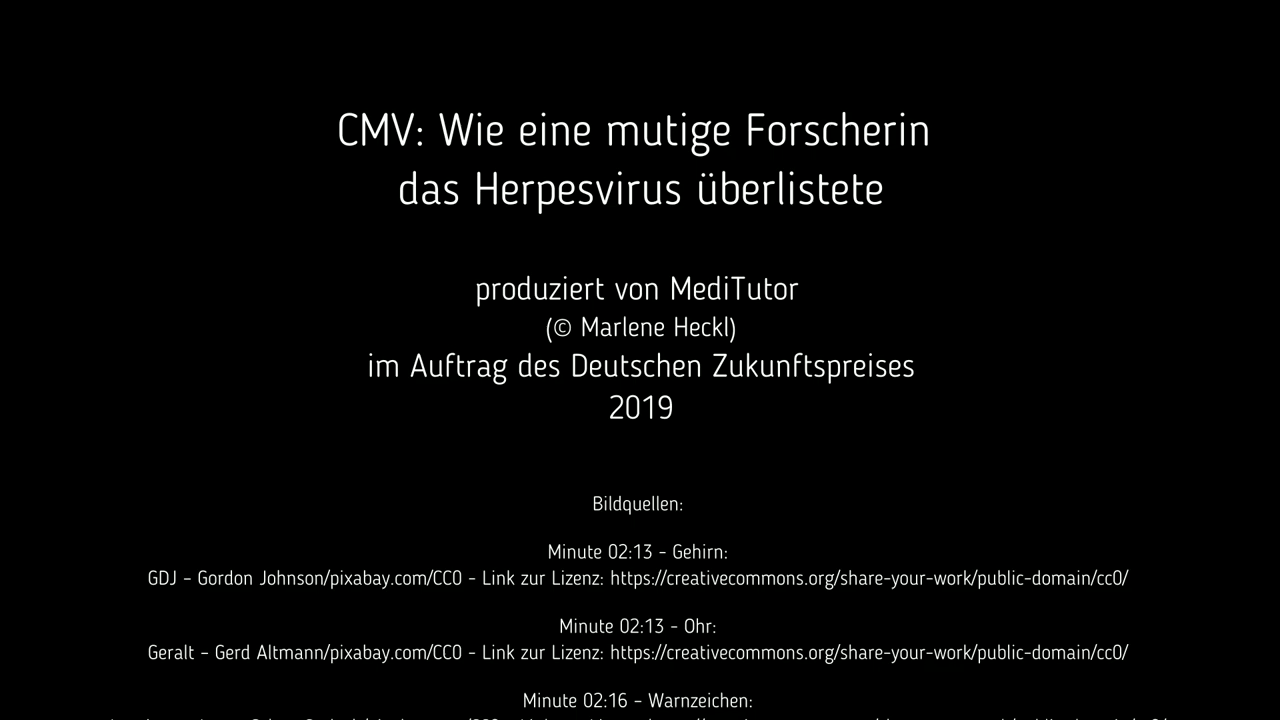 CMV: Wie eine mutige Forscherin
das Herpesvirus überlistete
produziert von MediTutor
(© Marlene Heckl)
im Auftrag des Deutschen Zukunftspreises
2019
Bildquellen:
Minute 02:13 - Gehirn:
GDJ – Gordon Johnson/pixabay.com/CC0 - Link zur Lizenz: https://creativecommons.org/share-your-work/public-domain/cc0/
Minute 02:13 - Ohr:
Geralt – Gerd Altmann/pixabay.com/CC0 - Link zur Lizenz: https://creativecommons.org/share-your-work/public-domain/cc0/
Minute 02:16 – Warnzeichen: